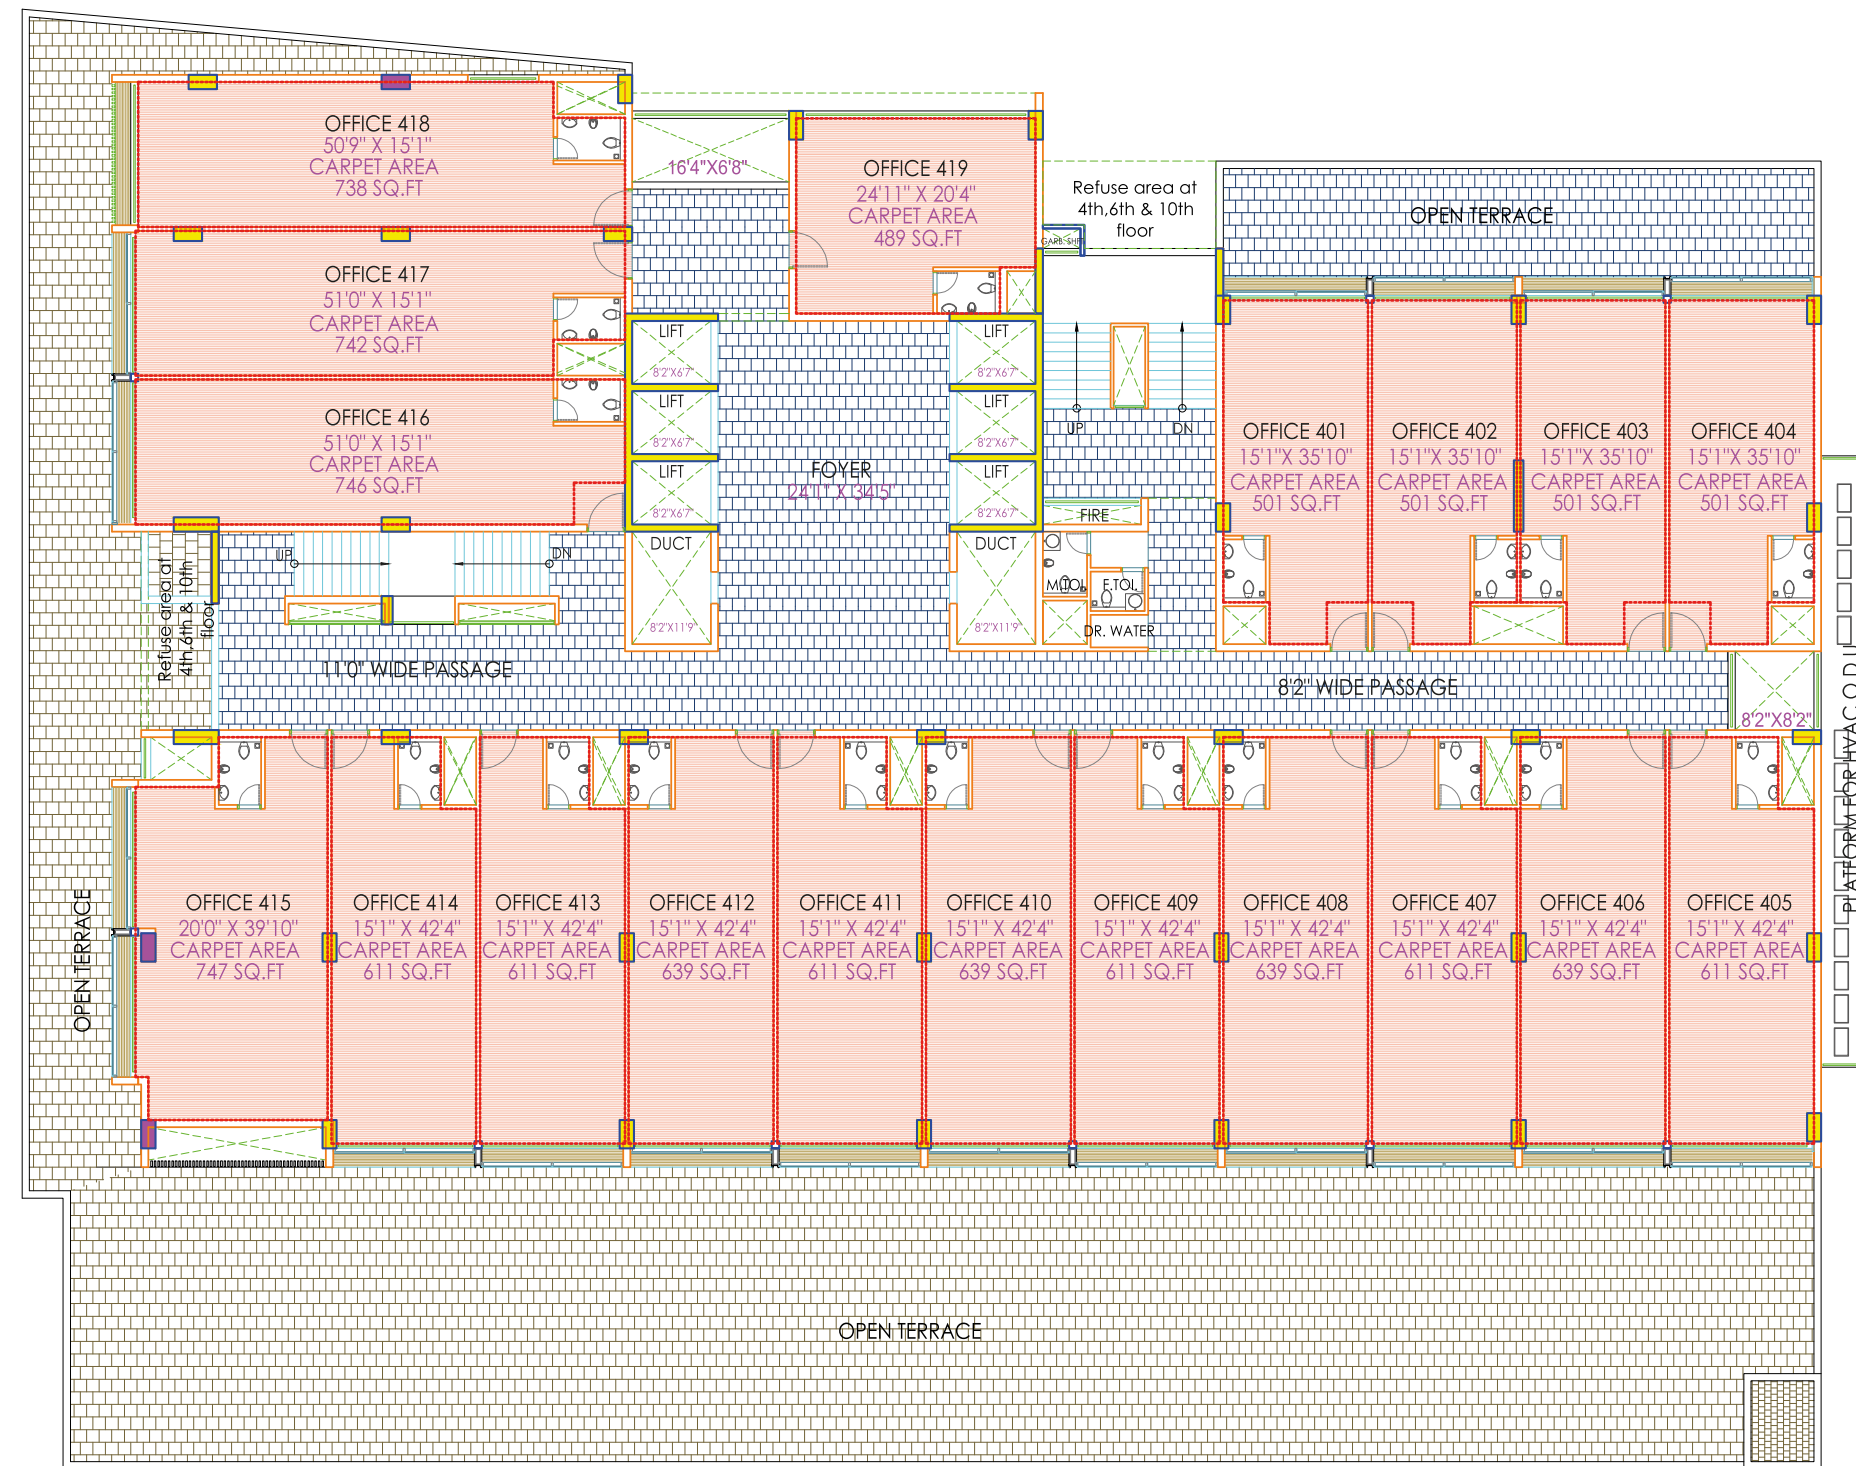 OFFICE 418
50'9" X 15'1"
CARPET AREA
738 SQ.FT
16'4"X6'8"
OFFICE 419
24'11" X 20'4"
CARPET AREA
489 SQ.FT
Refuse area at
4th,6th & 10th
floor
GARB. SHFT
OPEN TERRACE
OFFICE 417
51'0" X 15'1"
CARPET AREA
742 SQ.FT
OFFICE 416
51'0" X 15'1"
CARPET AREA
746 SQ.FT
LIFT
8'2"X6'7"
LIFT
8'2"X6'7"
LIFT
8'2"X6'7"
LIFT
8'2"X6'7"
LIFT
8'2"X6'7"
LIFT
8'2"X6'7"
FOYER
24'1" X 34'5"
UP
DN
OFFICE 401
15'1"X 35'10"
CARPET AREA
501 SQ.FT
OFFICE 402
15'1"X 35'10"
CARPET AREA
501 SQ.FT
OFFICE 403
15'1"X 35'10"
CARPET AREA
501 SQ.FT
OFFICE 404
15'1"X 35'10"
CARPET AREA
501 SQ.FT
FIRE
M.TOI.
F.TOI.
DR. WATER
DUCT
8'2"X11'9"
DUCT
8'2"X11'9"
UP
DN
Refuse area at
4th,6th & 10th
floor
11'0" WIDE PASSAGE
8'2" WIDE PASSAGE
8'2"X8'2"
PLATFORM FOR HVAC O.D.U
OPEN TERRACE
OFFICE 415
20'0" X 39'10"
CARPET AREA
747 SQ.FT
OFFICE 414
15'1" X 42'4"
CARPET AREA
611 SQ.FT
OFFICE 413
15'1" X 42'4"
CARPET AREA
611 SQ.FT
OFFICE 412
15'1" X 42'4"
CARPET AREA
639 SQ.FT
OFFICE 411
15'1" X 42'4"
CARPET AREA
611 SQ.FT
OFFICE 410
15'1" X 42'4"
CARPET AREA
639 SQ.FT
OFFICE 409
15'1" X 42'4"
CARPET AREA
611 SQ.FT
OFFICE 408
15'1" X 42'4"
CARPET AREA
639 SQ.FT
OFFICE 407
15'1" X 42'4"
CARPET AREA
611 SQ.FT
OFFICE 406
15'1" X 42'4"
CARPET AREA
639 SQ.FT
OFFICE 405
15'1" X 42'4"
CARPET AREA
611 SQ.FT
OPEN TERRACE